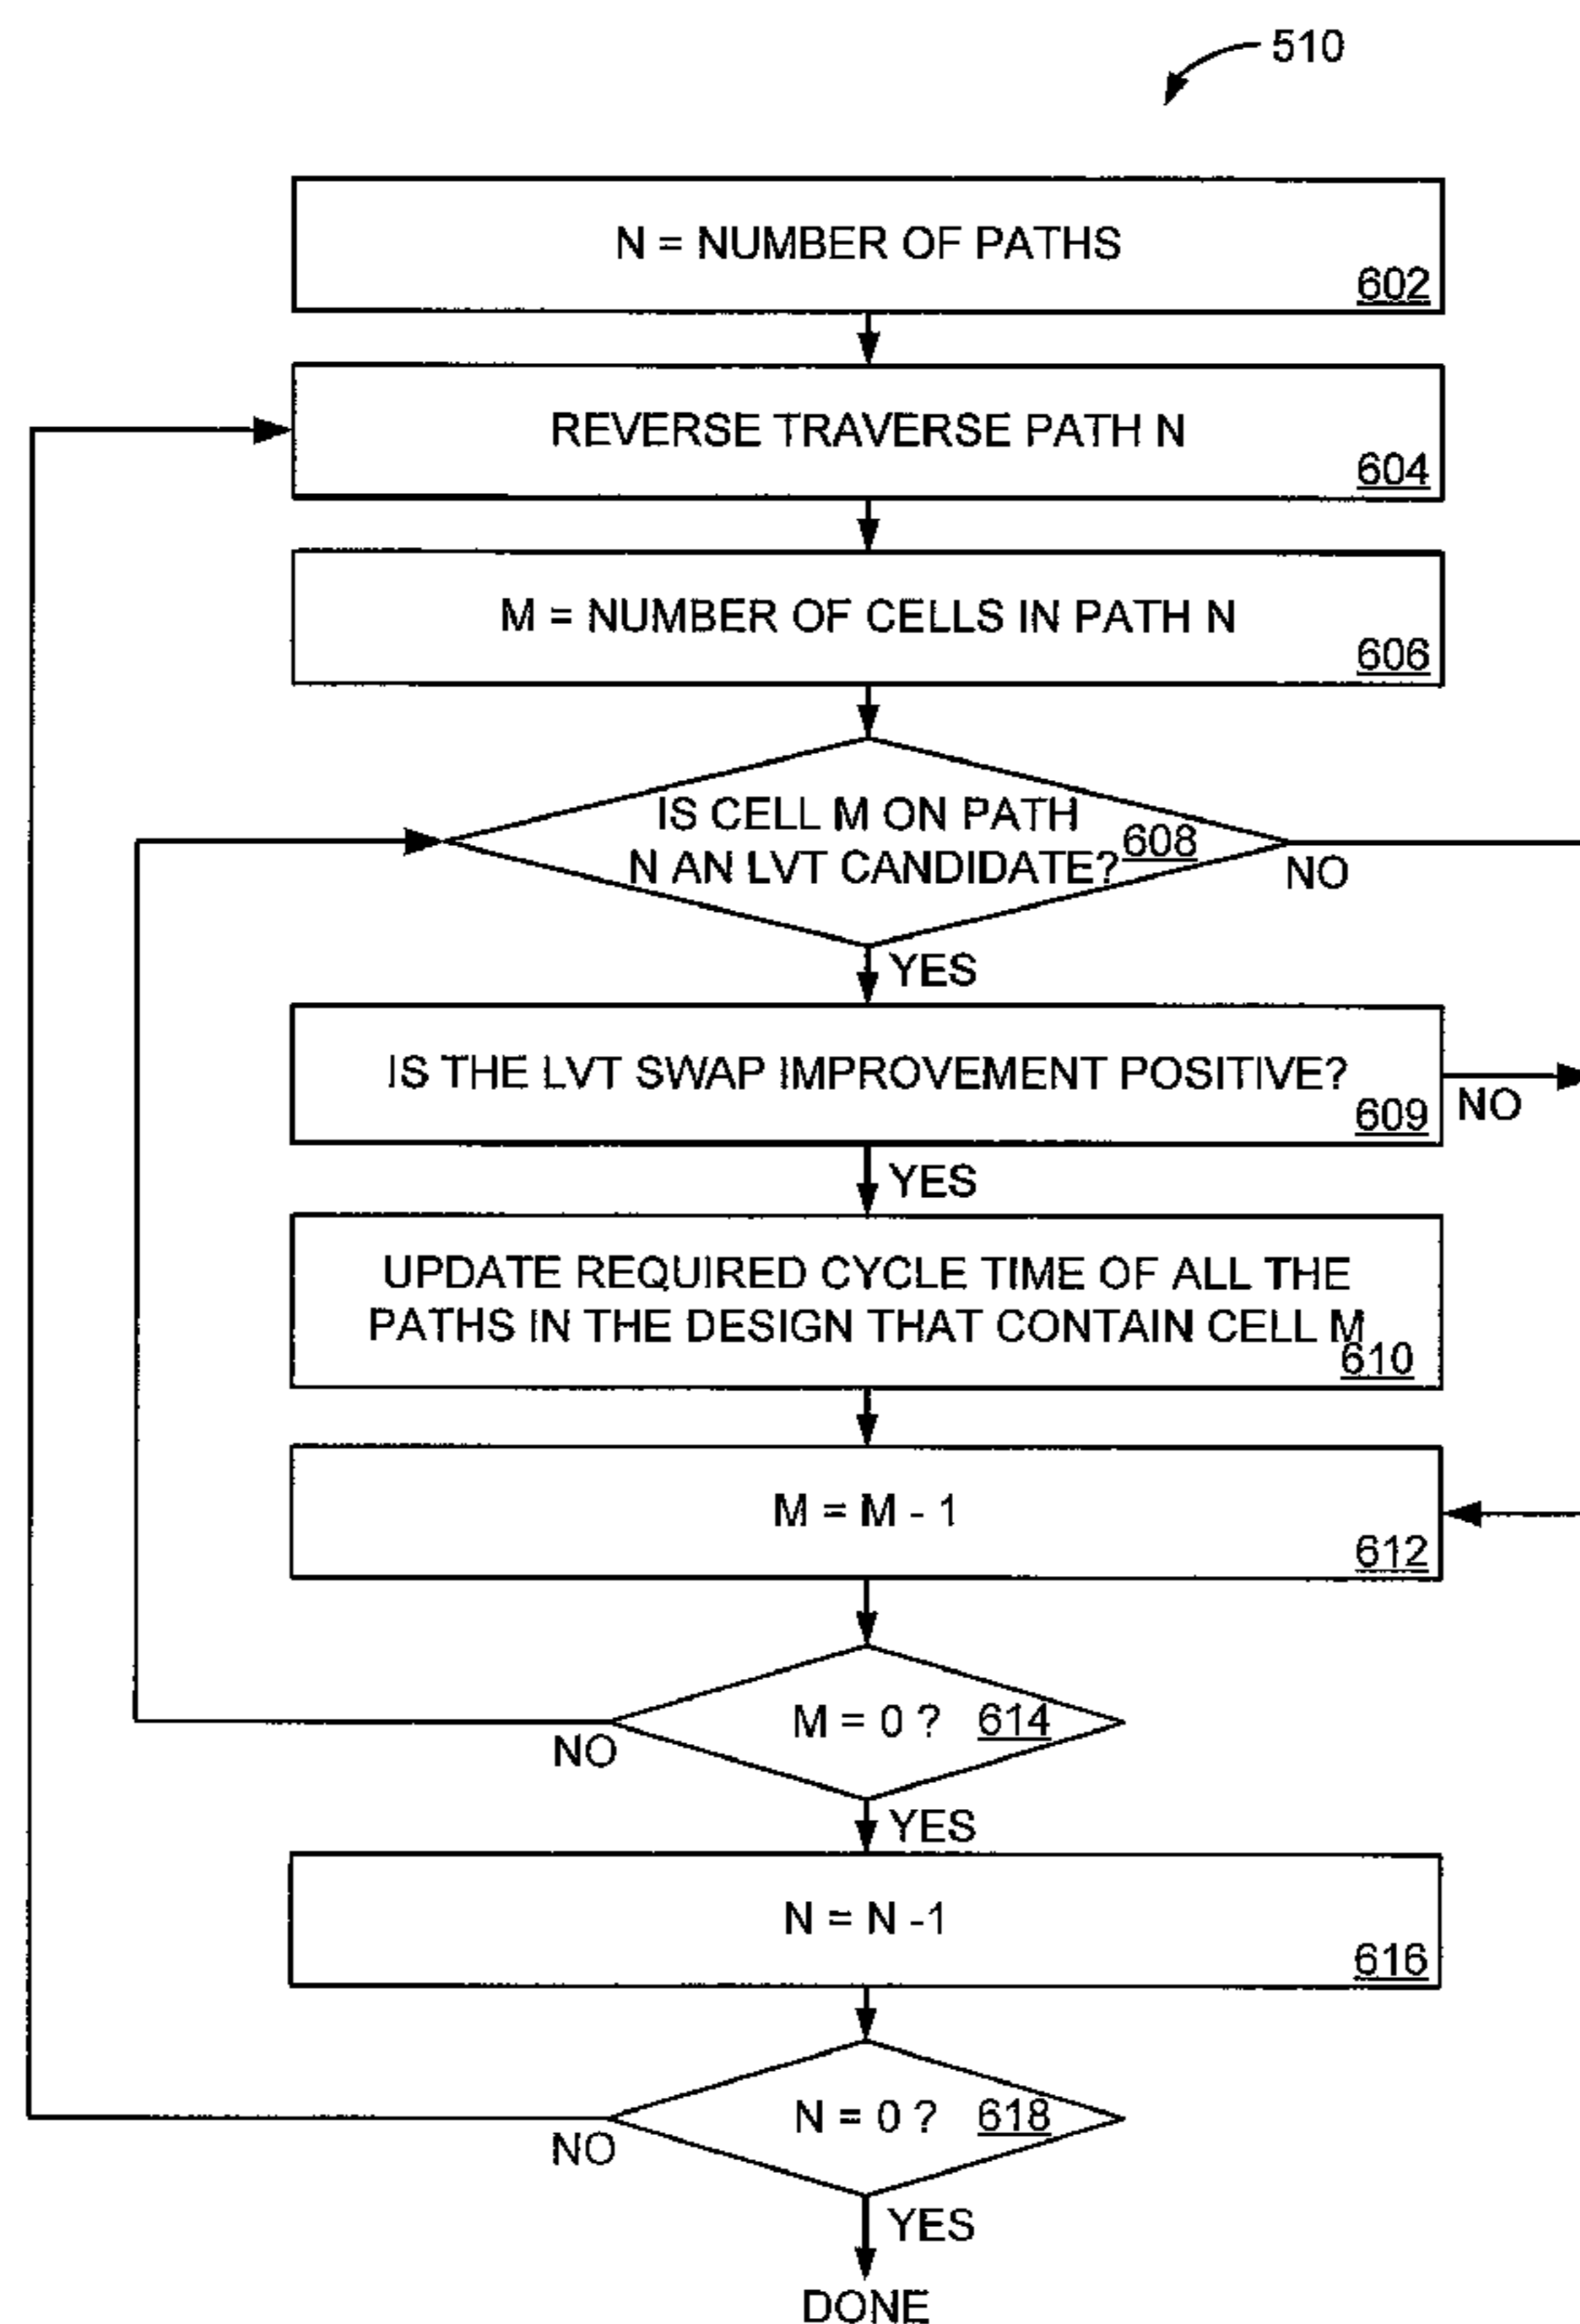 510
N = NUMBER OF PATHS
602
REVERSE TRAVERSE PATH N
604
M = NUMBER OF CELLS IN PATH N
606
IS CELL M ON PATH
N AN LVT CANDIDATE? 608
NO
YES
IS THE LVT SWAP IMPROVEMENT POSITIVE?
609
NO
YES
UPDATE REQUIRED CYCLE TIME OF ALL THE
PATHS IN THE DESIGN THAT CONTAIN CELL M
610
M = M - 1
612
M = 0 ? 614
NO
YES
N = N -1
616
N = 0 ? 618
NO
YES
DONE